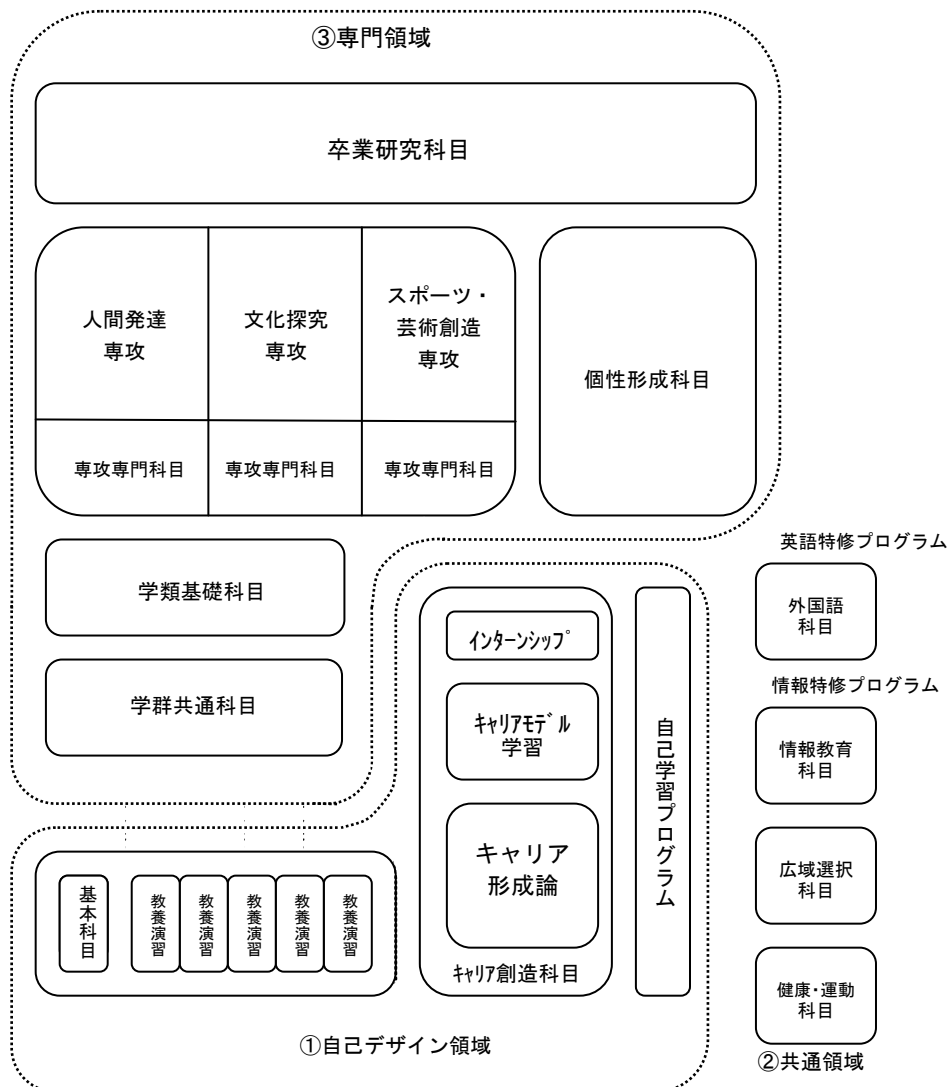 ③専門領域
卒業研究科目
人間発達
専攻
文化探究
専攻
スポーツ・
芸術創造
専攻
個性形成科目
専攻専門科目
専攻専門科目
専攻専門科目
学類基礎科目
学群共通科目
インターンシップ
キャリアモデル
学習
キャリア
形成論
キャリア創造科目
自己学習プログラム
英語特修プログラム
外国語
科目
情報特修プログラム
情報教育
科目
広域選択
科目
健康・運動
科目
②共通領域
基本科目
教養演習
教養演習
教養演習
教養演習
教養演習
①自己デザイン領域